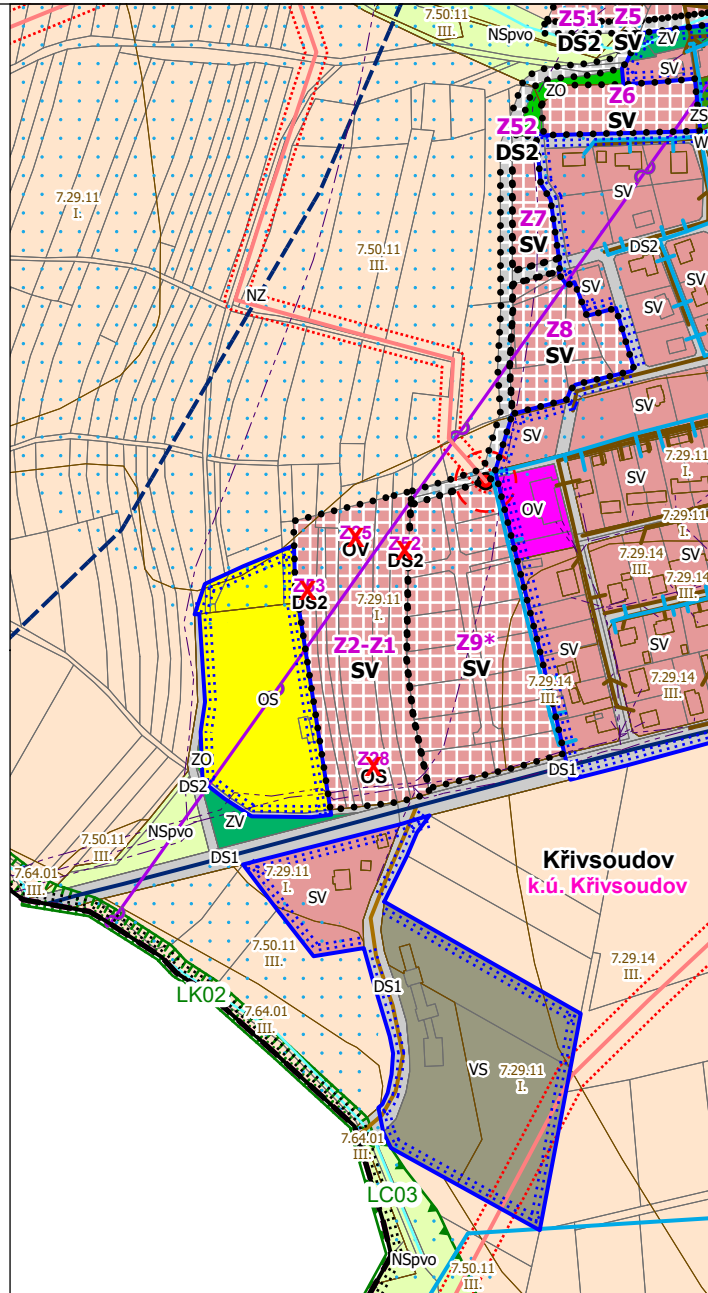 7.50.11
III.
NSpvo
Z51
Z5
DS2
SV
ZV
SV
ZO
Z6
SV
ZS
Z52
DS2
7.29.11
I.
SV
Z7
SV
DS2
7.50.11
III.
SV
NZ
SV
SV
Z8
SV
SV
SV
7.29.11
I.
SV
OV
7.29.11
I.
OV
DS2
7.29.14
III.
SV
7.29.14
III.
DS2
7.29.11
I.
Z2-Z1
SV
Z9*
SV
SV
SV
7.29.14
III.
7.29.14
III.
OS
ZO
DS2
OS
DS1
NSpvo
ZV
7.50.11
III.
DS1
7.64.01
III.
7.29.11
I.
SV
Křivsoudov
k.ú. Křivsoudov
7.50.11
III.
7.29.14
III.
LK02
DS1
7.64.01
III.
VS
7.29.11
I.
7.64.01
III.
LC03
NSpvo
7.50.11
III.